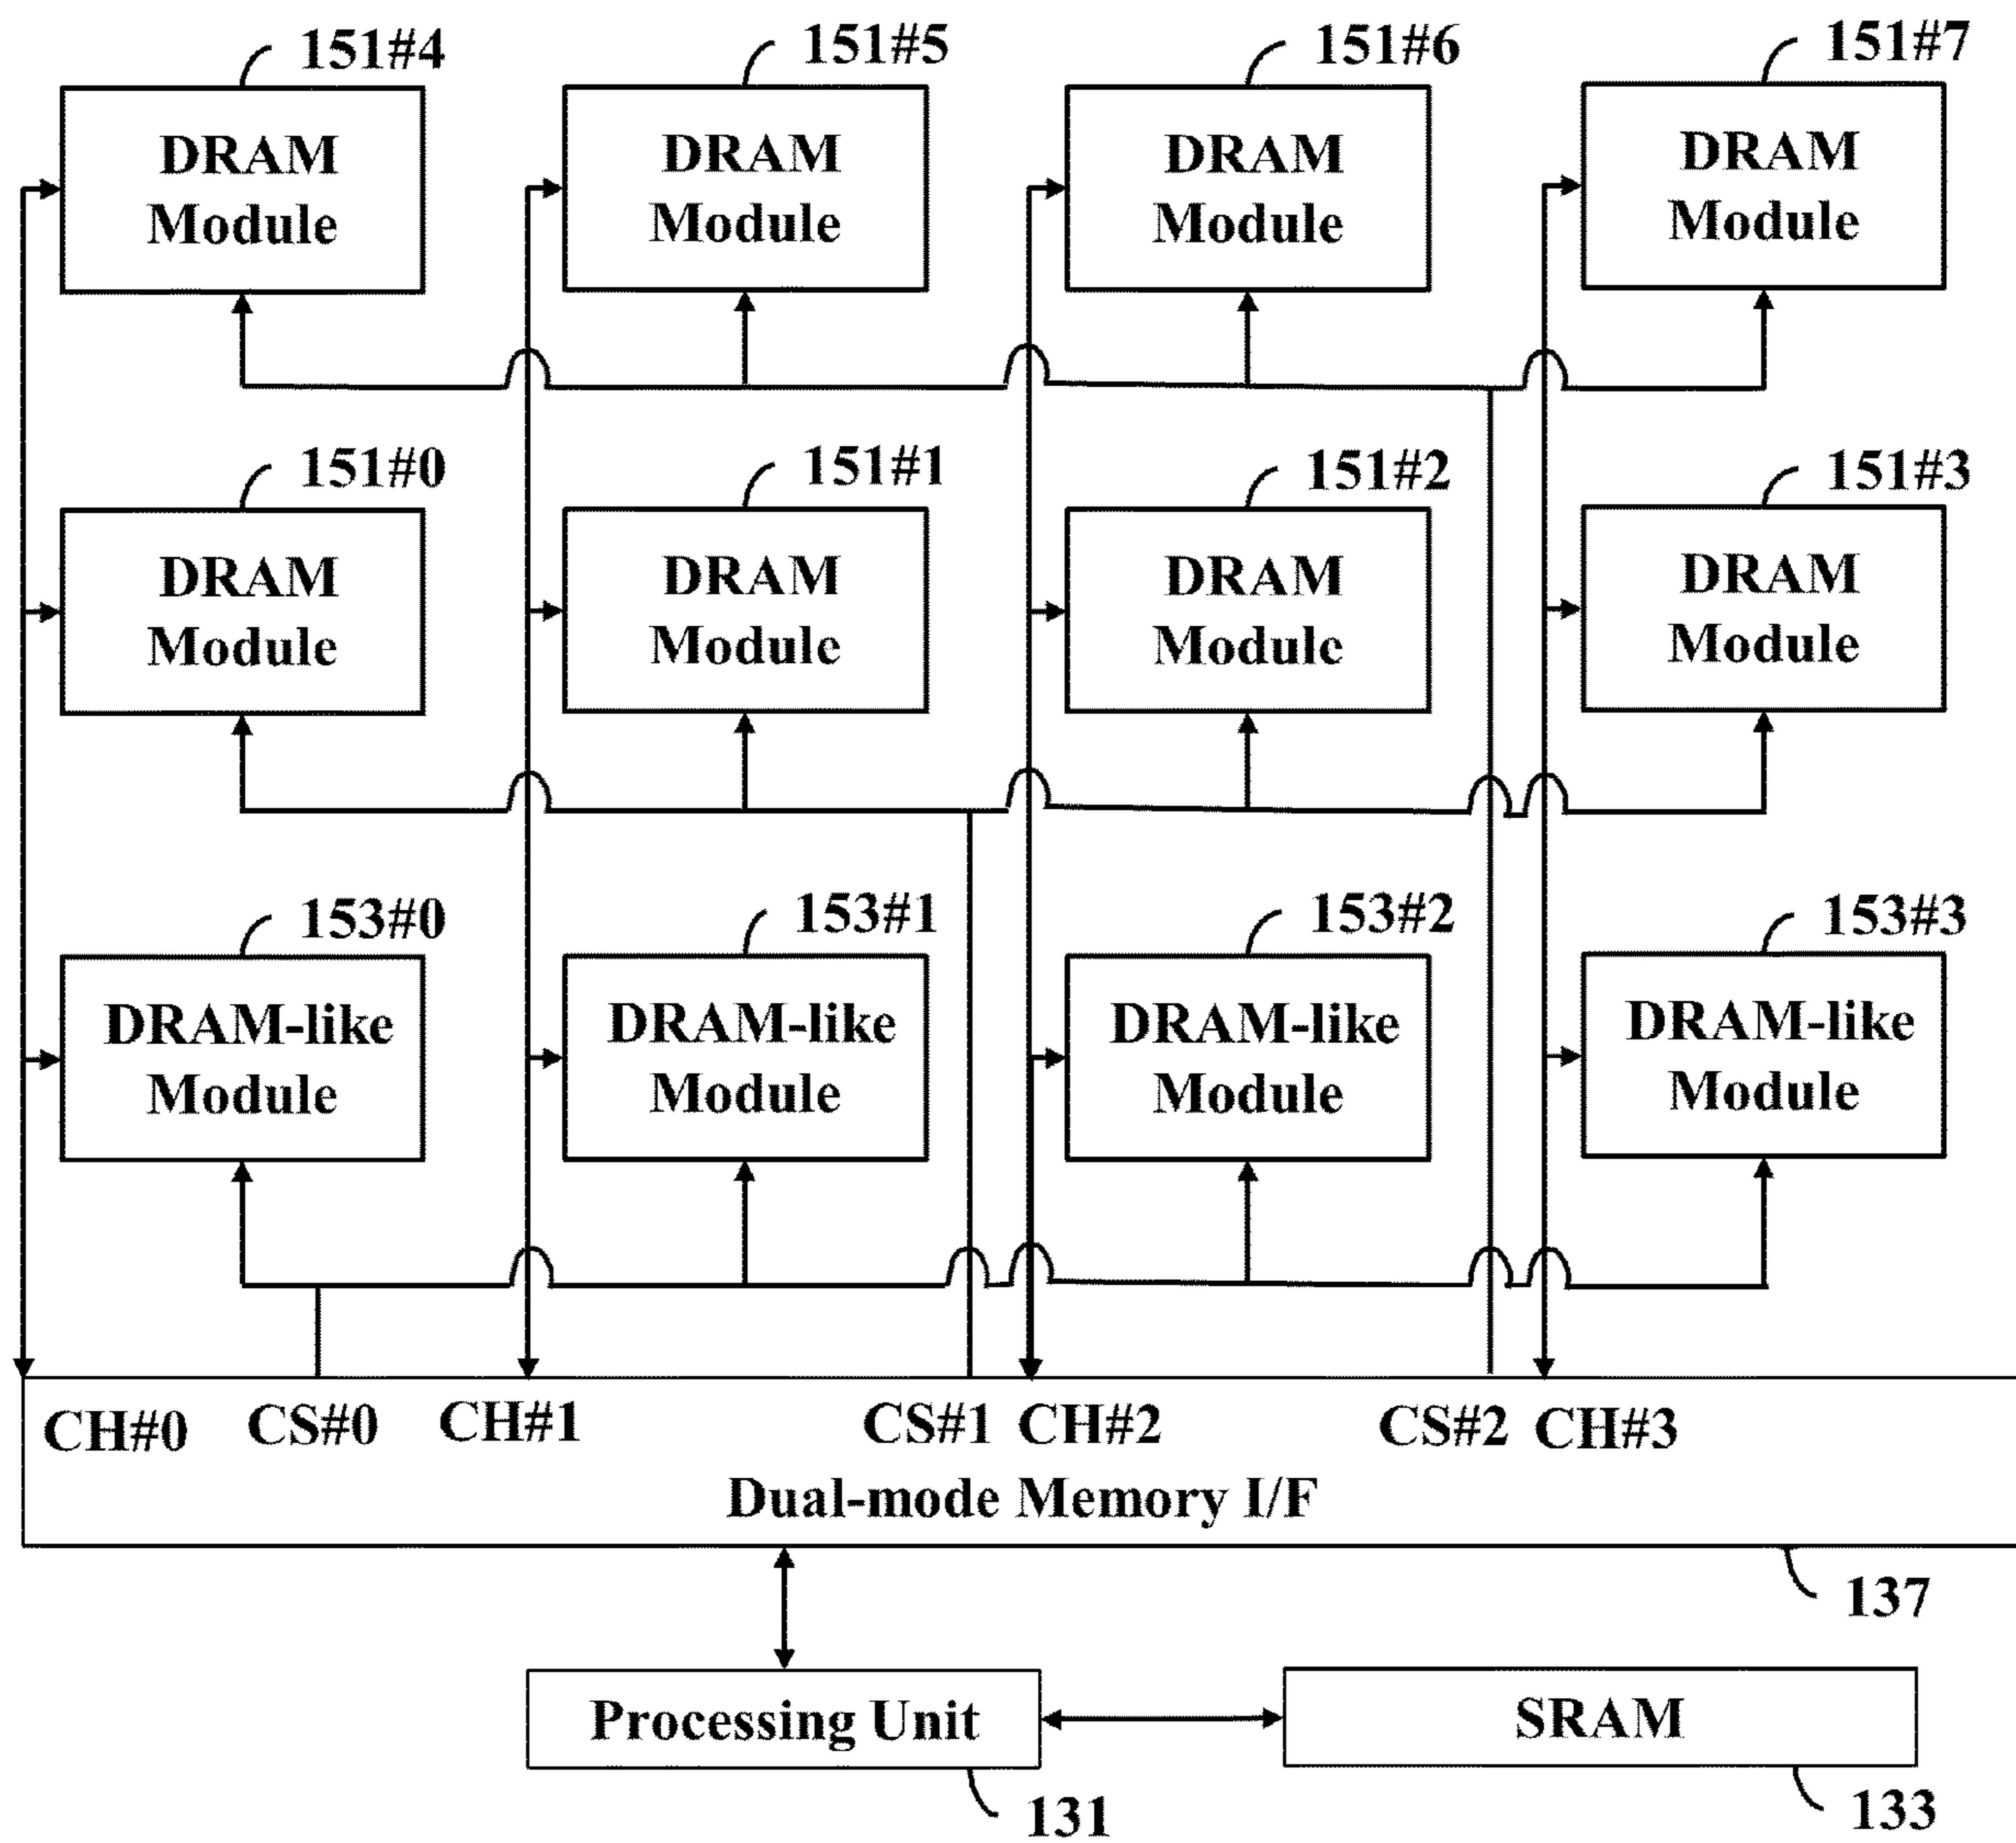 151#4
151#5
151#6
151#7
DRAM
Module
DRAM
Module
DRAM
Module
DRAM
Module
151#0
151#1
151#2
151#3
DRAM
Module
DRAM
Module
DRAM
Module
DRAM
Module
153#0
153#1
153#2
153#3
DRAM-like
Module
DRAM-like
Module
DRAM-like
Module
DRAM-like
Module
CH#0
CS#0
CH#1
CS#1
CH#2
CS#2
CH#3
Dual-mode Memory I/F
137
Processing Unit
SRAM
131
133